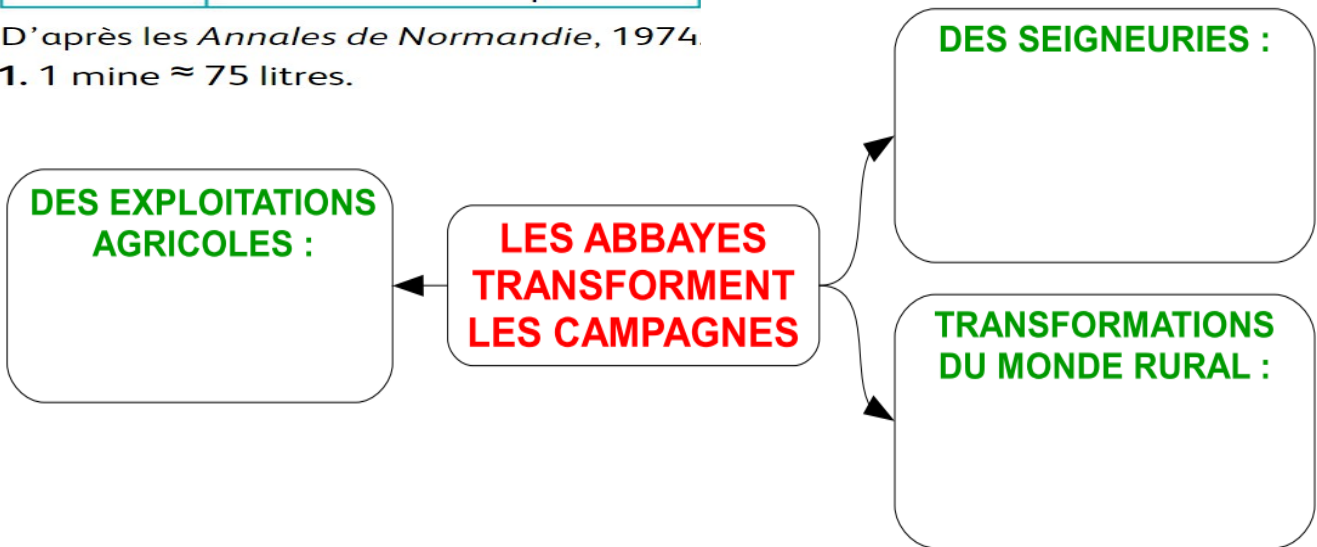 D'après les Annales de Normandie, 1974.
1. 1 mine ≈ 75 litres.
DES EXPLOITATIONS
AGRICOLES :
LES ABBAYES
TRANSFORMENT
LES CAMPAGNES
DES SEIGNEURIES :
TRANSFORMATIONS
DU MONDE RURAL :